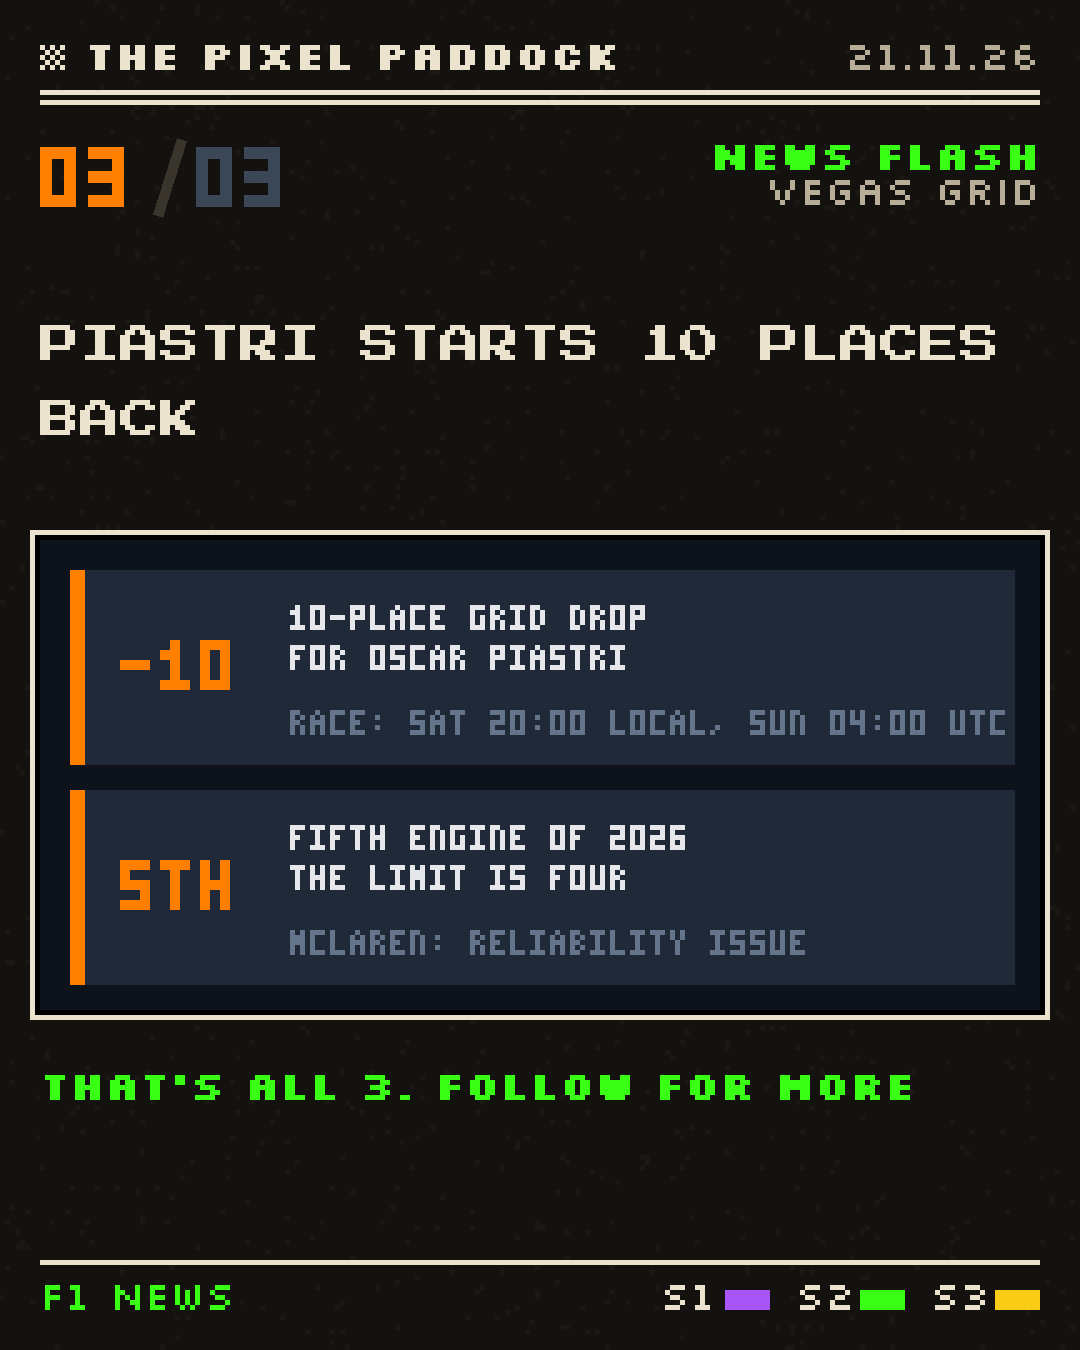 THE PIXEL PADDOCK
21.11.26
03 /03
NEWS FLASH
VEGAS GRID
PIASTRI STARTS 10 PLACES
BACK
-10
10-PLACE GRID DROP
FOR OSCAR PIASTRI
RACE: SAT 20:00 LOCAL, SUN 04:00 UTC
5TH
FIFTH ENGINE OF 2026
THE LIMIT IS FOUR
MCLAREN: RELIABILITY ISSUE
THAT'S ALL 3. FOLLOW FOR MORE
F1 NEWS
S1 S2 S3